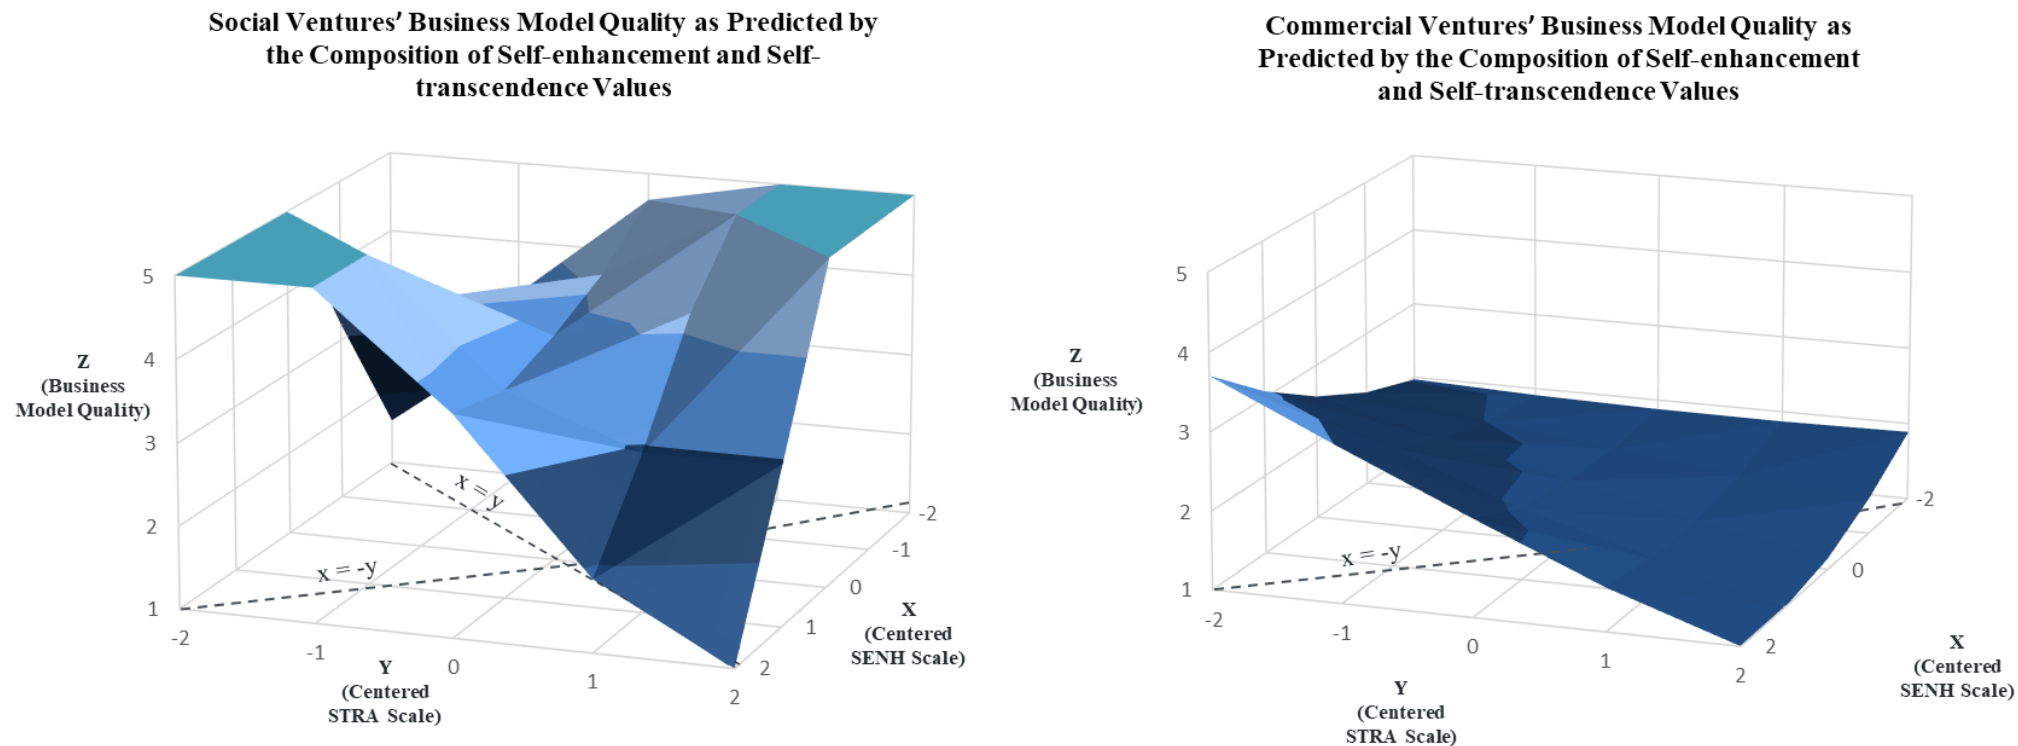 Social Ventures’ Business Model Quality as Predicted by
the Composition of Self-enhancement and Self-
transcendence Values
5
4
3
2
1
Z
(Business
Model Quality)
x = y
x = -y
-2
-1
0
1
2
Y
(Centered
STRA Scale)
-2
-1
0
1
2
X
(Centered
SENH Scale)
Commercial Ventures’ Business Model Quality as
Predicted by the Composition of Self-enhancement
and Self-transcendence Values
5
4
3
2
1
Z
(Business
Model Quality)
x = -y
-2
-1
0
1
2
Y
(Centered
STRA Scale)
-2
0
2
X
(Centered
SENH Scale)